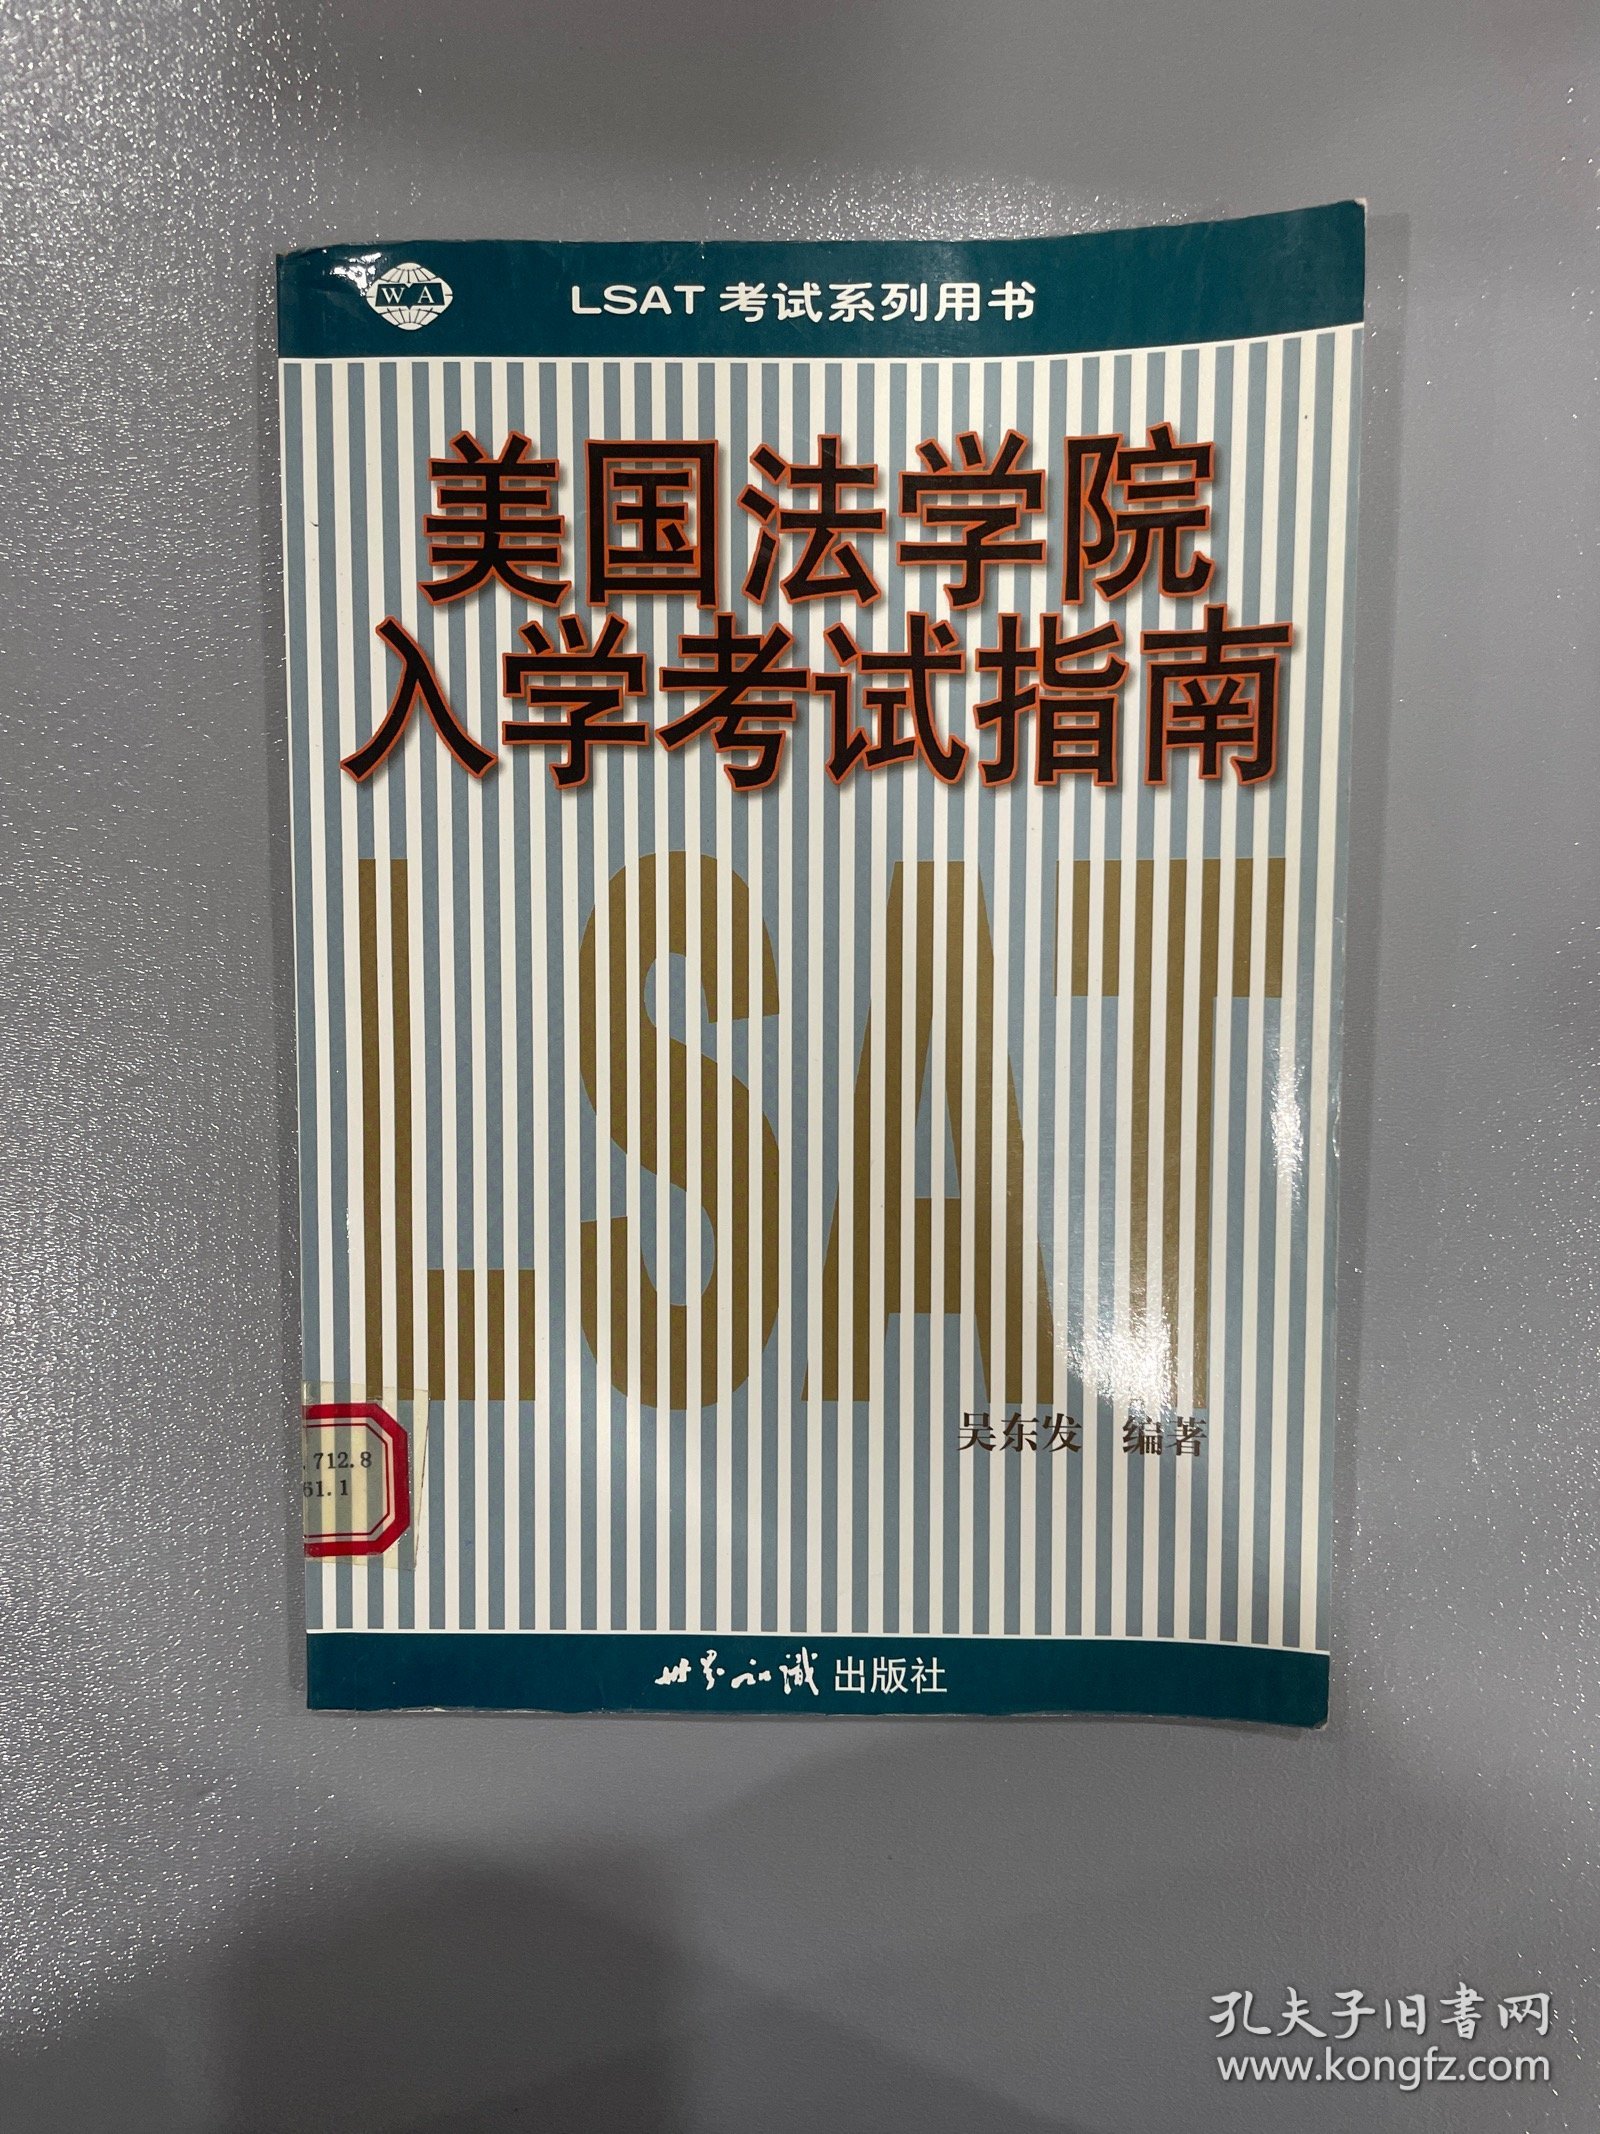 W A
LSAT 考试系列用书
美国法学院
入学考试指南
LSAT
吴东发 编著
.712.8
61.1
世界知识出版社
孔夫子旧书网
www.kongfz.com